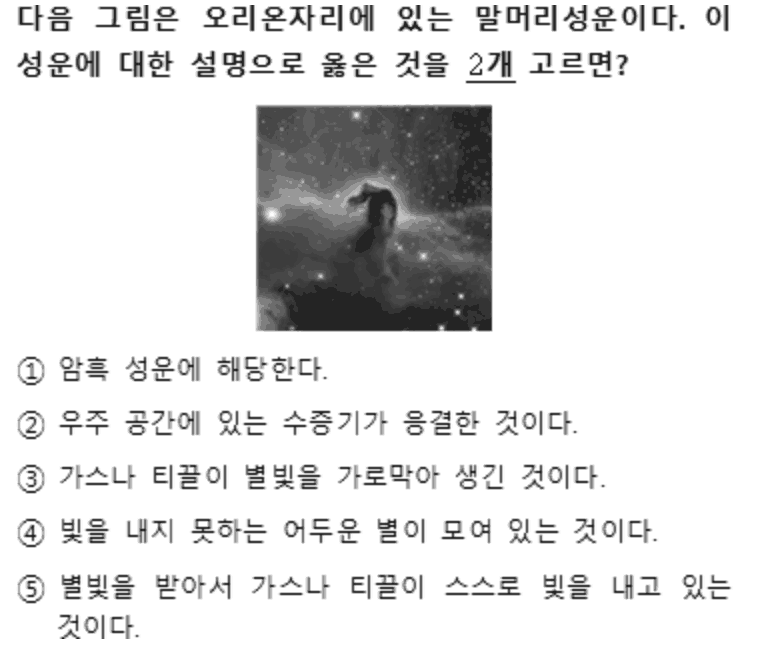 다음 그림은 오리온자리에 있는 말머리성운이다. 이
성운에 대한 설명으로 옳은 것을 2개 고르면?
① 암흑 성운에 해당한다.
② 우주 공간에 있는 수증기가 응결한 것이다.
③ 가스나 티끌이 별빛을 가로막아 생긴 것이다.
④ 빛을 내지 못하는 어두운 별이 모여 있는 것이다.
⑤ 별빛을 받아서 가스나 티끌이 스스로 빛을 내고 있는
것이다.